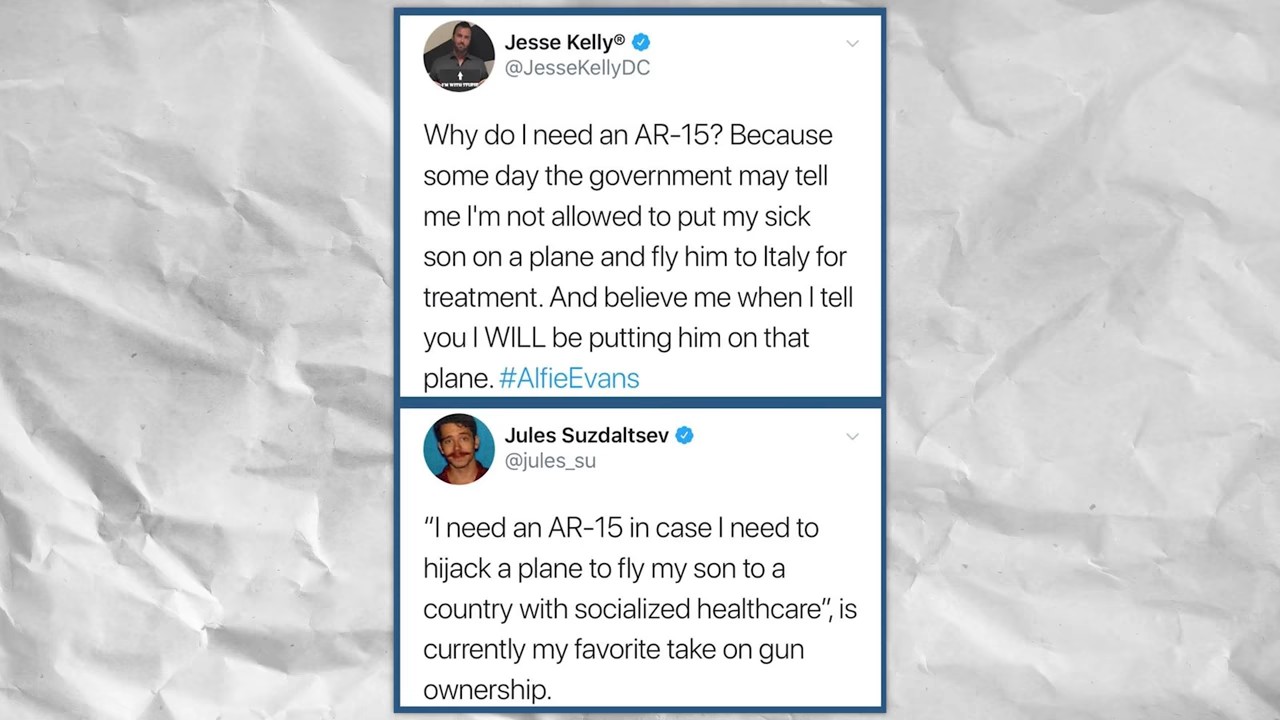 Jesse Kelly®
@JesseKellyDC
Why do I need an AR-15? Because
some day the government may tell
me I'm not allowed to put my sick
son on a plane and fly him to Italy for
treatment. And believe me when I tell
you I WILL be putting him on that
plane. #AlfieEvans
Jules Suzdaltsev
@jules_su
“I need an AR-15 in case I need to
hijack a plane to fly my son to a
country with socialized healthcare”, is
currently my favorite take on gun
ownership.